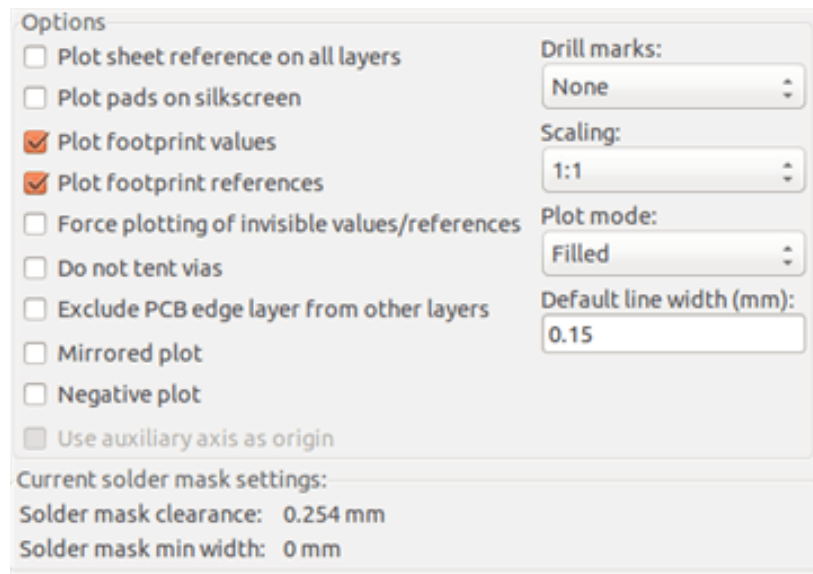 Options
Plot sheet reference on all layers
Plot pads on silkscreen
Plot footprint values
Plot footprint references
Force plotting of invisible values/references
Do not tent vias
Exclude PCB edge layer from other layers
Mirrored plot
Negative plot
Use auxiliary axis as origin
Drill marks:
None
Scaling:
1:1
Plot mode:
Filled
Default line width (mm):
0.15
Current solder mask settings:
Solder mask clearance: 0.254 mm
Solder mask min width: 0 mm